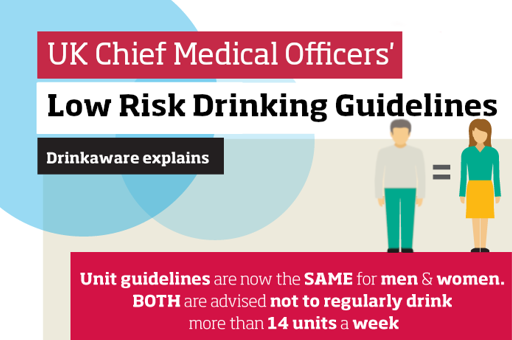 UK Chief Medical Officers'
Low Risk Drinking Guidelines
Drinkaware explains
=
Unit guidelines are now the SAME for men & women.
BOTH are advised not to regularly drink
more than 14 units a week